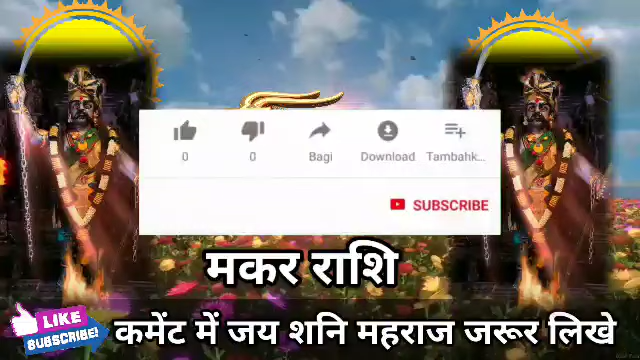 0 0 Bagi Download Tambahk...
SUBSCRIBE
मकर राशि
LIKE
SUBSCRIBE!
कमेंट में जय शनि महराज जरूर लिखे